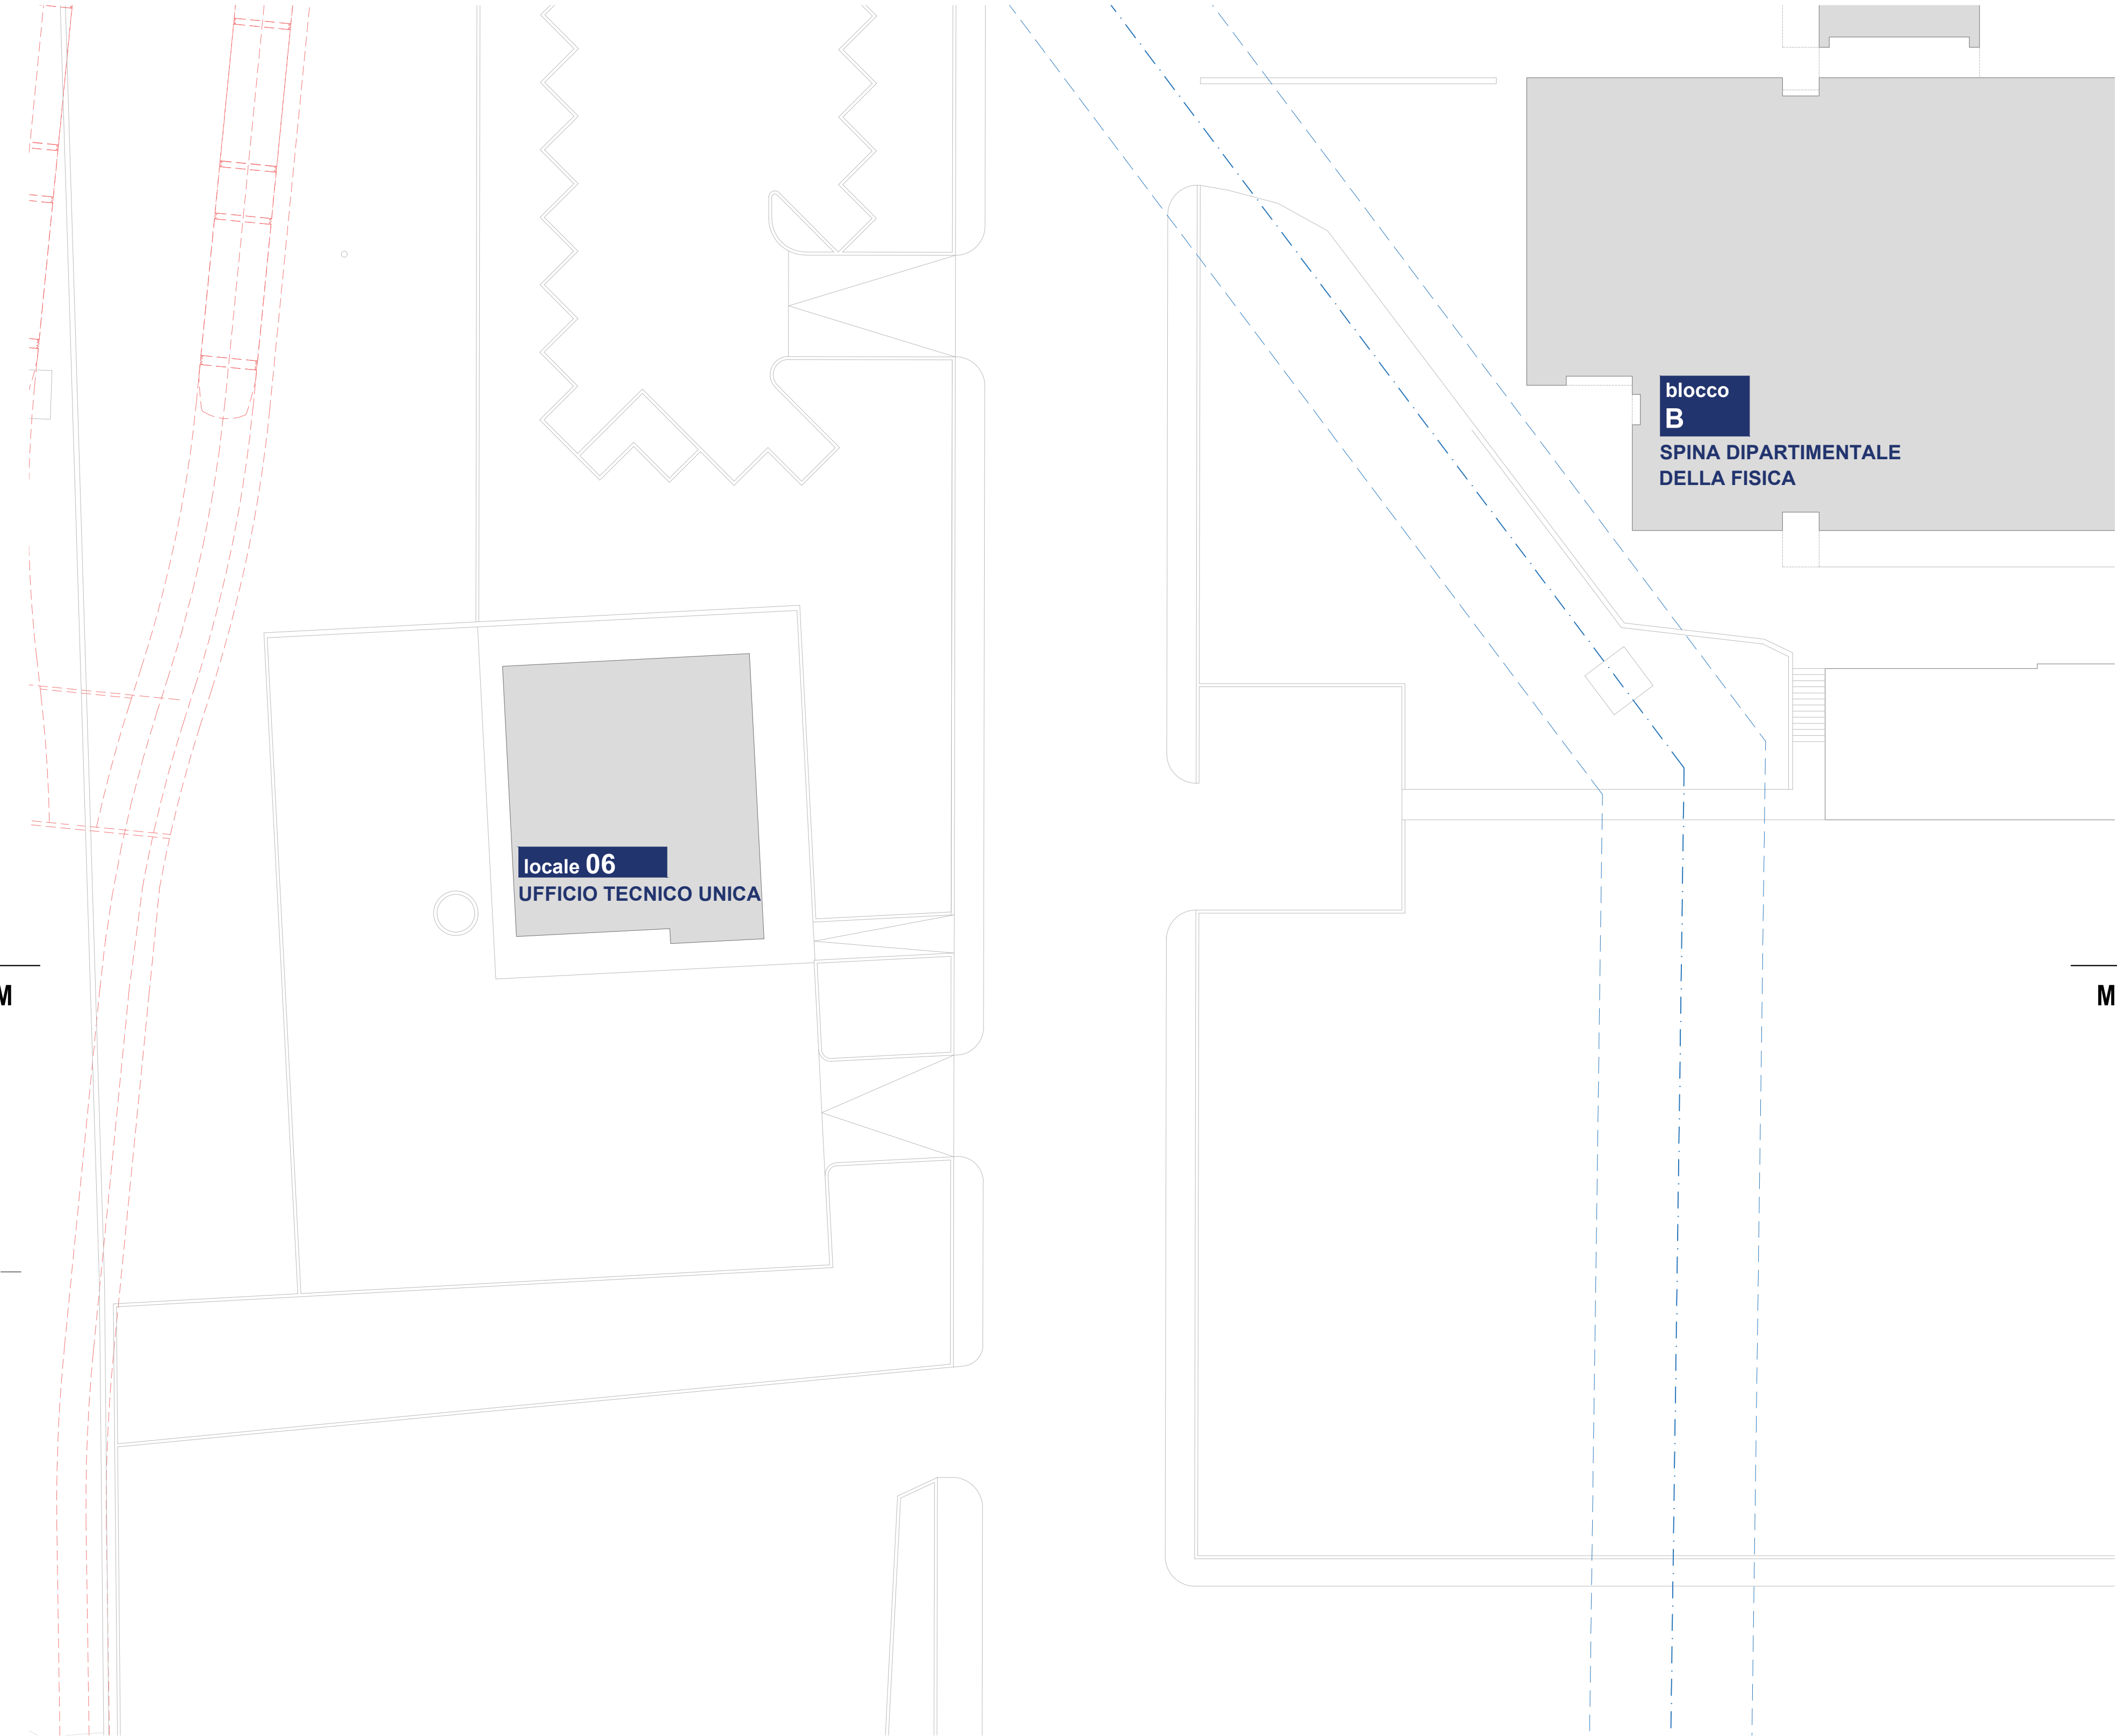 blocco
B
SPINA DIPARTIMENTALE
DELLA FISICA
locale 06
UFFICIO TECNICO UNICA
M
M